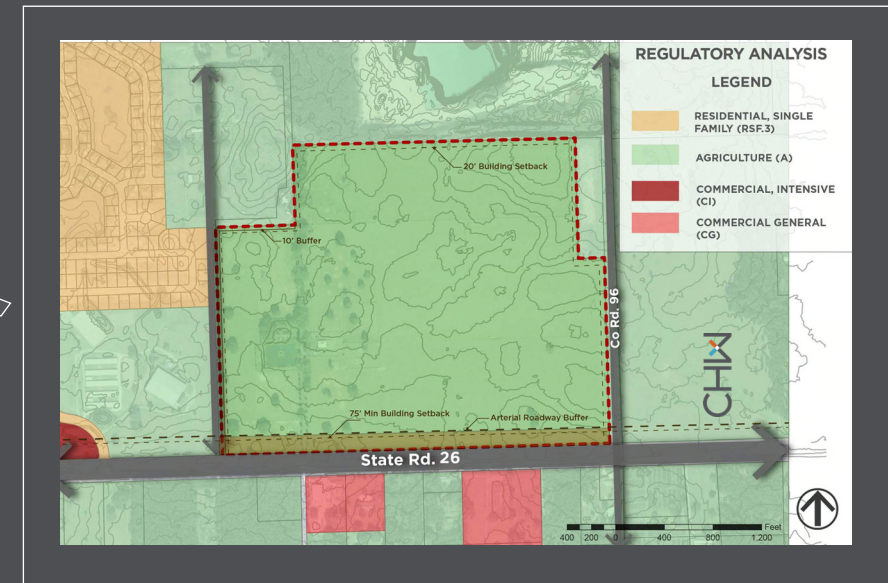 REGULATORY ANALYSIS
LEGEND
RESIDENTIAL, SINGLE
FAMILY (RSF.3)
AGRICULTURE (A)
COMMERCIAL, INTENSIVE
(CI)
COMMERCIAL GENERAL
(CG)
20' Building Setback
10' Buffer
Co Rd. 96
CHW
75' Min Building Setback
Arterial Roadway Buffer
State Rd. 26
Feet
400 200 0 400 800 1,200